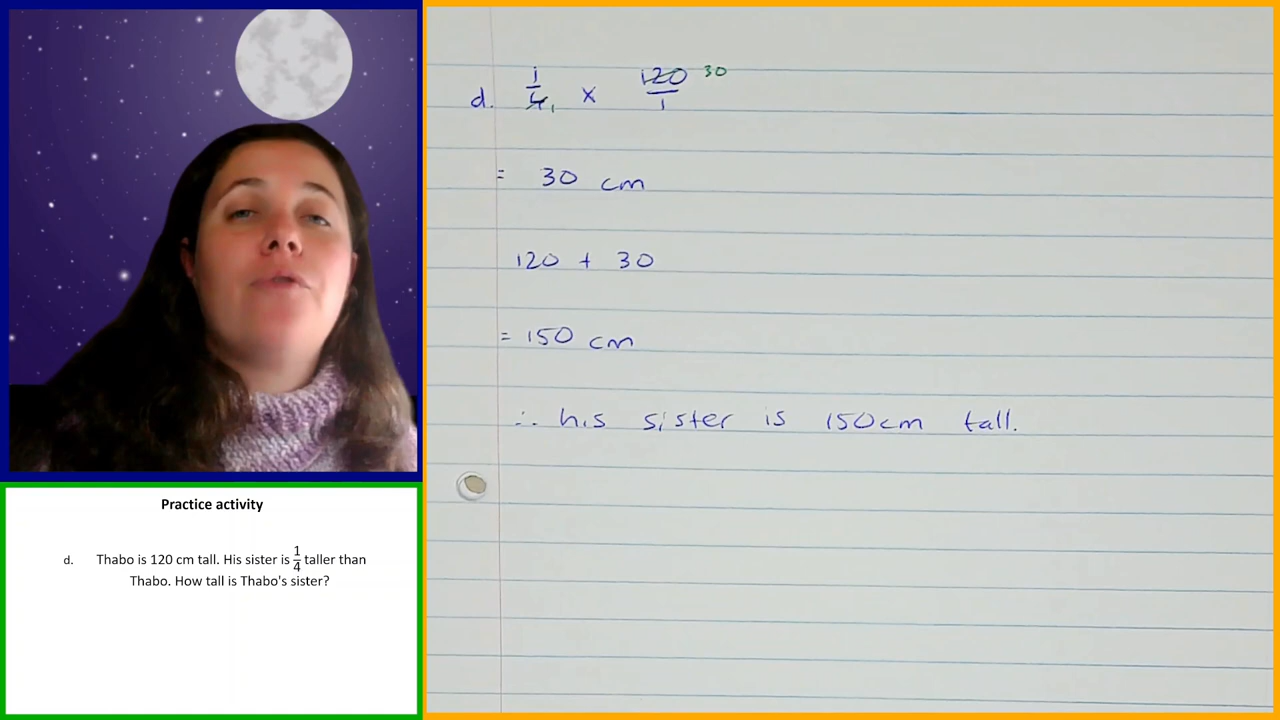 Practice activity
d. Thabo is 120 cm tall. His sister is 1/4 taller than
Thabo. How tall is Thabo's sister?
d. 1/4 1 x 120/1 30
= 30 cm
120 + 30
= 150 cm
∴ his sister is 150cm tall.